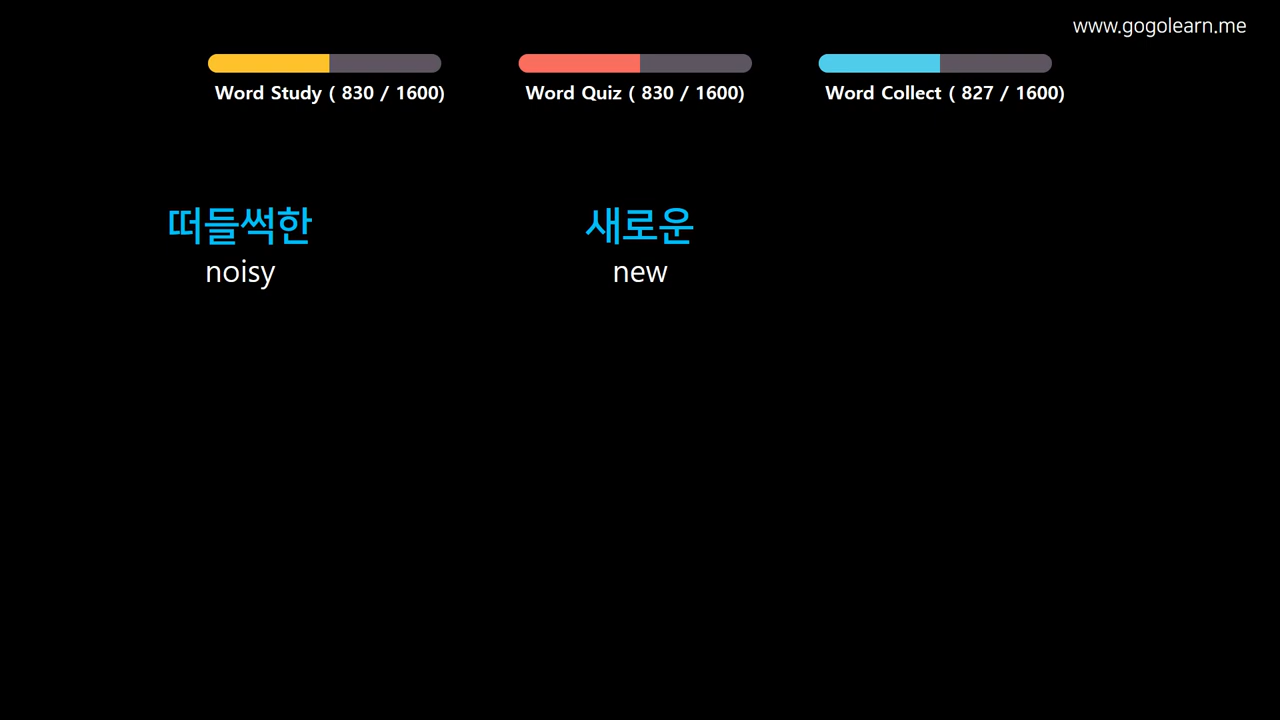 www.gogolearn.me
Word Study ( 830 / 1600)
Word Quiz ( 830 / 1600)
Word Collect ( 827 / 1600)
떠들썩한
noisy
새로운
new